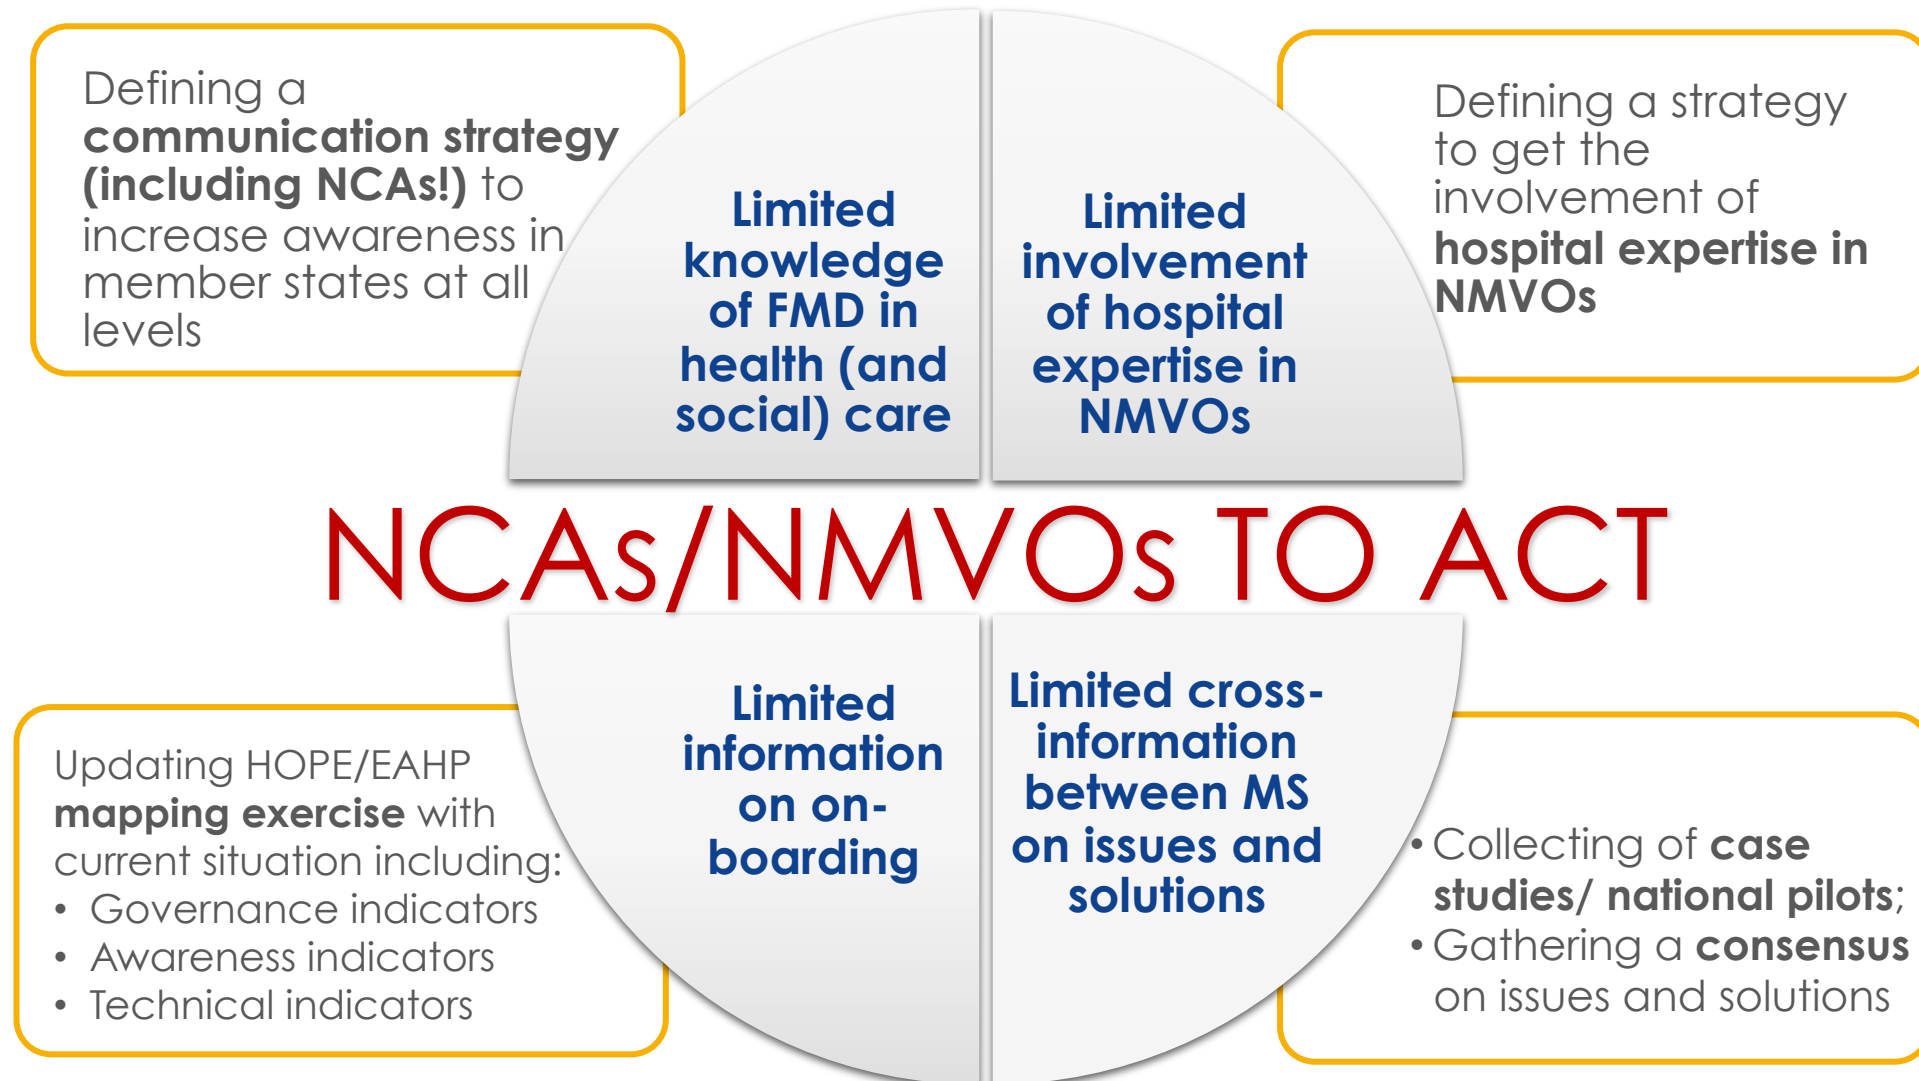 Defining a
communication strategy
(including NCAs!) to
increase awareness in
member states at all
levels
Limited
knowledge
of FMD in
health (and
social) care
Limited
involvement
of hospital
expertise in
NMVOs
Defining a strategy
to get the
involvement of
hospital expertise in
NMVOs
NCAs/NMVOs TO ACT
Updating HOPE/EAHP
mapping exercise with
current situation including:
• Governance indicators
• Awareness indicators
• Technical indicators
Limited
information
on on-
boarding
Limited cross-
information
between MS
on issues and
solutions
• Collecting of case
studies/ national pilots;
• Gathering a consensus
on issues and solutions